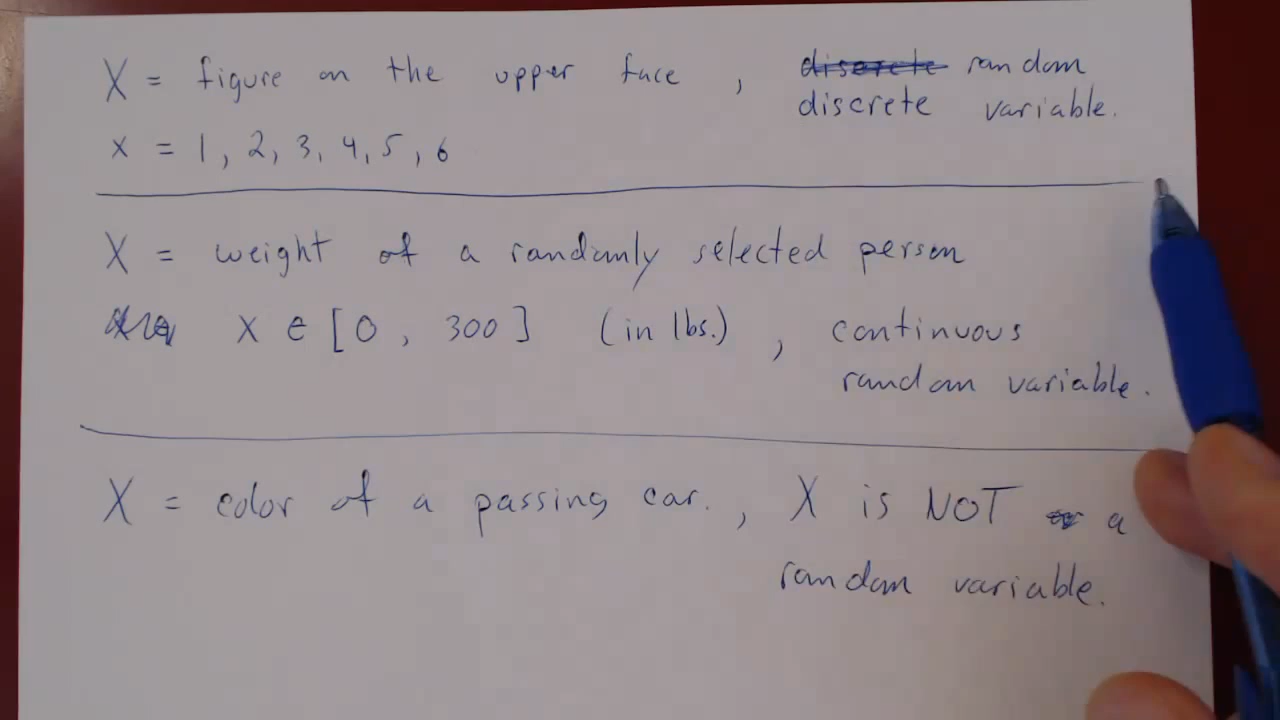 X = figure on the upper face , discrete random
discrete variable.
x = 1, 2, 3, 4, 5, 6
X = weight of a randomly selected person
x ∈ [0, 300] (in lbs.) , continuous
random variable.
X = color of a passing car. , X is NOT a
random variable.